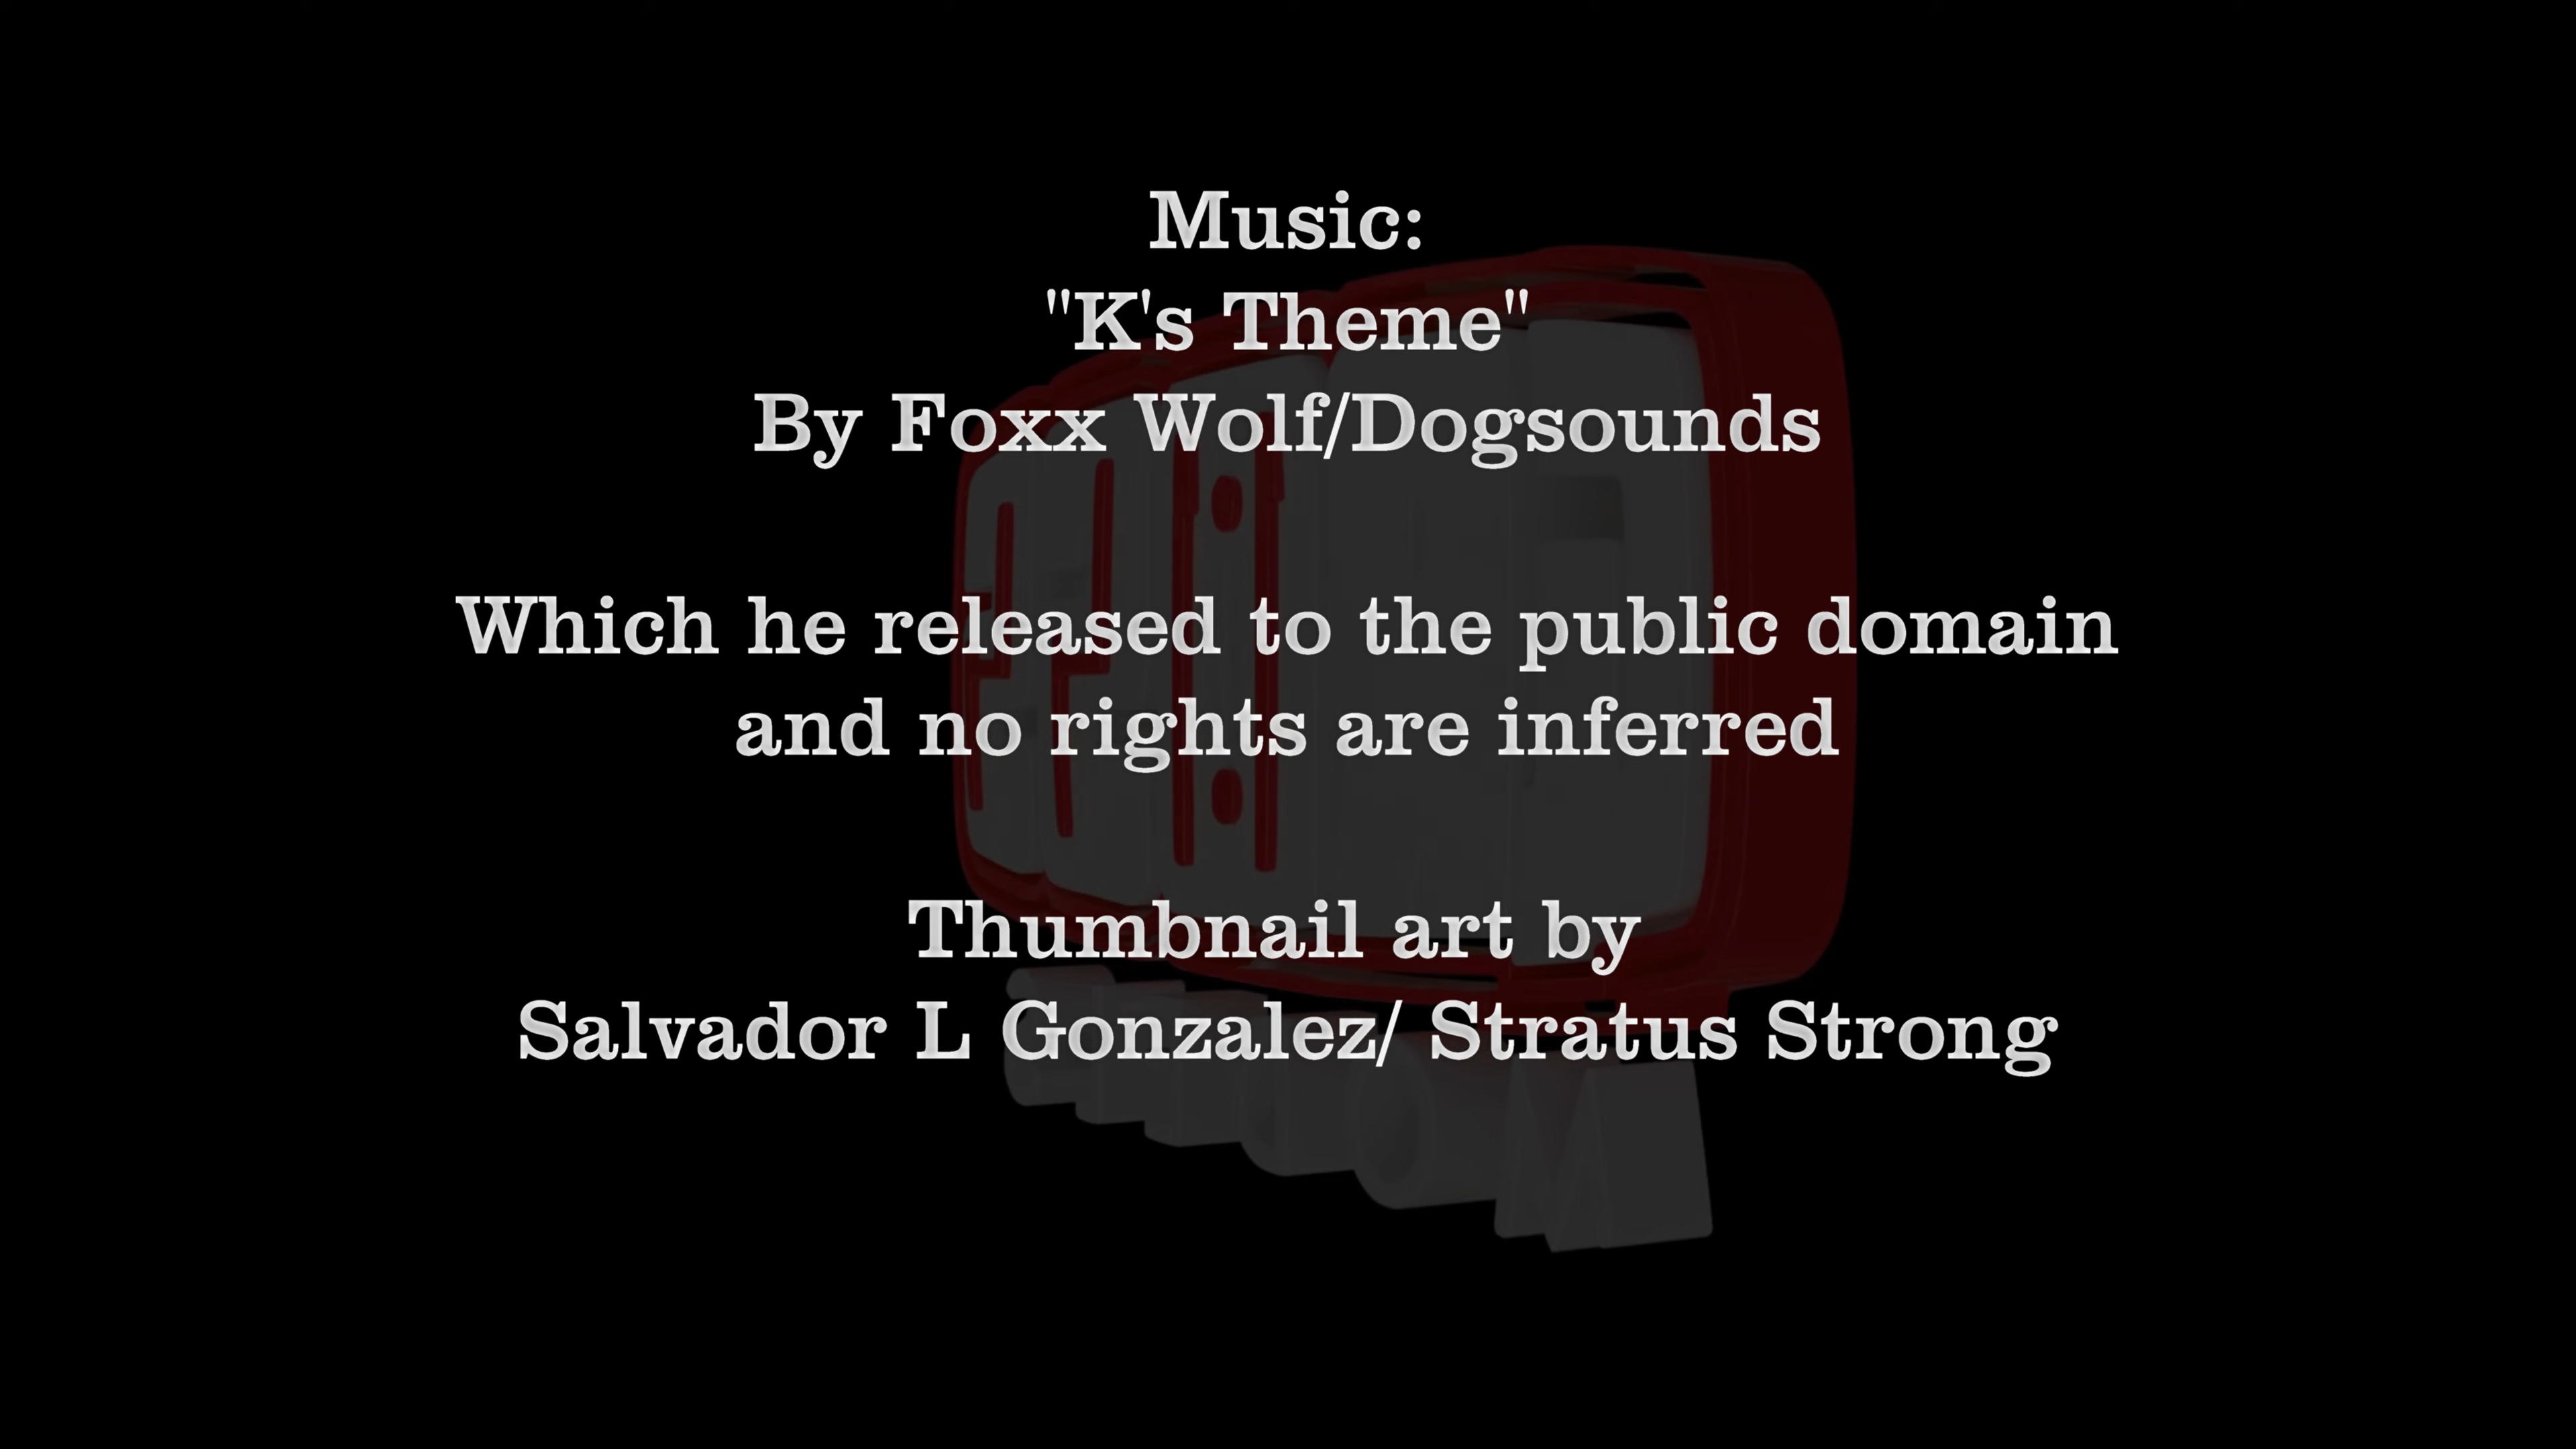 Music:
"K's Theme"
By Foxx Wolf/Dogsounds
Which he released to the public domain
and no rights are inferred
Thumbnail art by
Salvador L Gonzalez/ Stratus Strong